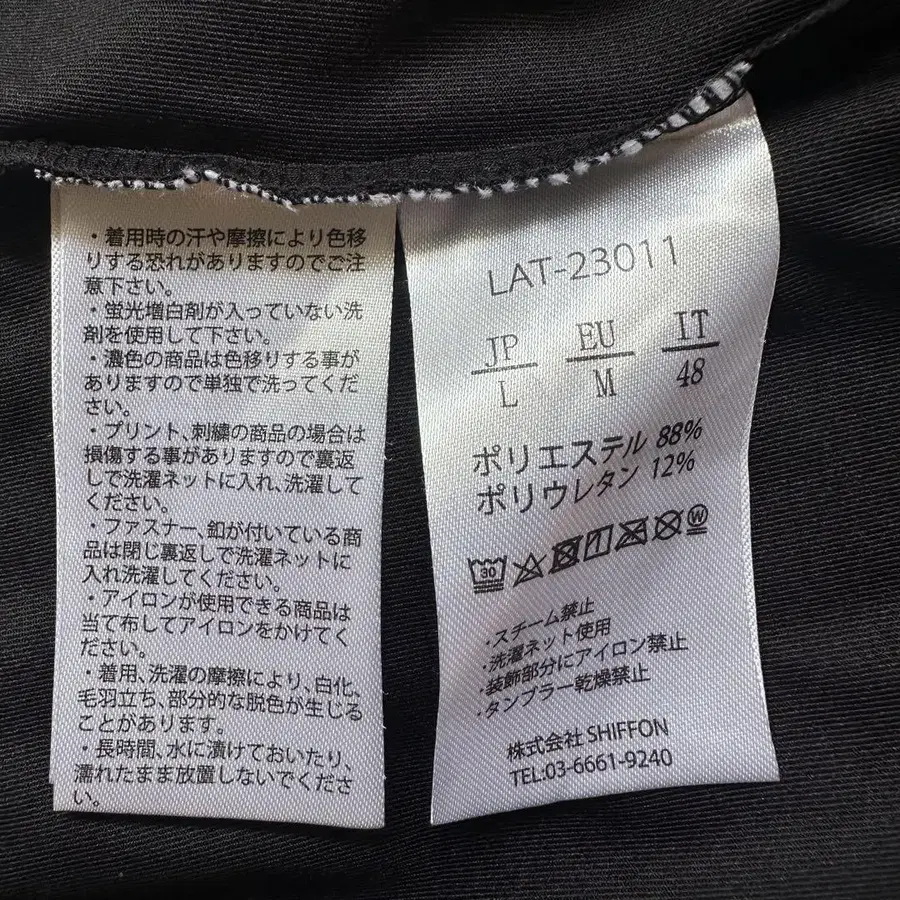 ・着用時の汗や摩擦により色移
りする恐れがありますのでご注
意下さい。
・蛍光増白剤が入っていない洗
剤を使用して下さい。
・濃色の商品は色移りする事が
ありますので単独で洗ってくだ
さい。
・プリント、刺繍の商品の場合は
損傷する事がありますので裏返
しで洗濯ネットに入れ、洗濯して
ください。
・ファスナー、釦が付いている商
品は閉じ裏返しで洗濯ネットに
入れ洗濯してください。
・アイロンが使用できる商品は
当て布してアイロンをかけてく
ださい。
・着用、洗濯の摩擦により、白化、
毛羽立ち、部分的な脱色が生じる
ことがあります。
・長時間、水に漬けておいたり、
濡れたまま放置しないでくださ
い。
LAT-23011
JP EU IT
L M 48
ポリエステル 88%
ポリウレタン 12%
30 W
・スチーム禁止
・洗濯ネット使用
・装飾部分にアイロン禁止
・タンブラー乾燥禁止
株式会社 SHIFFON
TEL:03-6661-9240